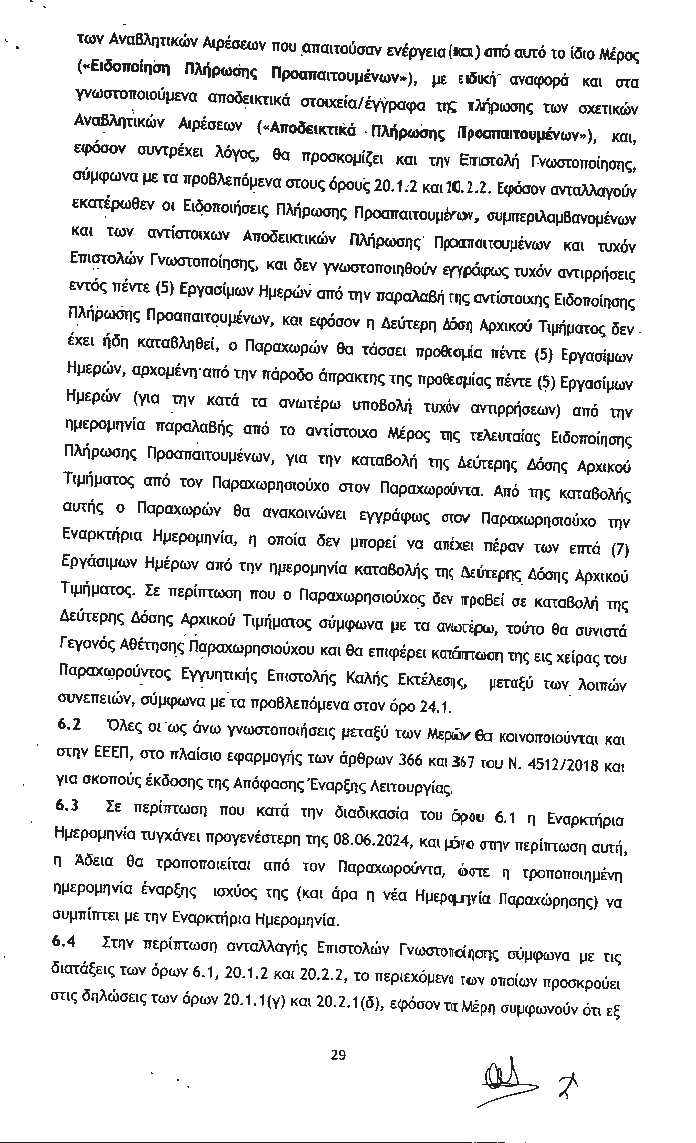 των Αναβλητικών Αιρέσεων που απαιτούσαν ενέργεια (και) από αυτό το ίδιο Μέρος
(«Ειδοποίηση Πλήρωσης Προαπαιτουμένων»), με ειδική αναφορά και στα
γνωστοποιούμενα αποδεικτικά στοιχεία/έγγραφα της πλήρωσης των σχετικών
Αναβλητικών Αιρέσεων («Αποδεικτικά Πλήρωσης Προαπαιτουμένων»), και,
εφόσον συντρέχει λόγος, θα προσκομίζει και την Επιστολή Γνωστοποίησης,
σύμφωνα με τα προβλεπόμενα στους όρους 20.1.2 και 20.2.2. Εφόσον ανταλλαγούν
εκατέρωθεν οι Ειδοποιήσεις Πλήρωσης Προαπαιτουμένων, συμπεριλαμβανομένων
και των αντίστοιχων Αποδεικτικών Πλήρωσης Προαπαιτουμένων και τυχόν
Επιστολών Γνωστοποίησης, και δεν γνωστοποιηθούν εγγράφως τυχόν αντιρρήσεις
εντός πέντε (5) Εργασίμων Ημερών από την παραλαβή της αντίστοιχης Ειδοποίησης
Πλήρωσης Προαπαιτουμένων, και εφόσον η Δεύτερη Δόση Αρχικού Τιμήματος δεν
έχει ήδη καταβληθεί, ο Παραχωρών θα τάσσει προθεσμία πέντε (5) Εργασίμων
Ημερών, αρχομένη από την πάροδο άπρακτης της προθεσμίας πέντε (5) Εργασίμων
Ημερών (για την κατά τα ανωτέρω υποβολή τυχόν αντιρρήσεων) από την
ημερομηνία παραλαβής από το αντίστοιχο Μέρος της τελευταίας Ειδοποίησης
Πλήρωσης Προαπαιτουμένων, για την καταβολή της Δεύτερης Δόσης Αρχικού
Τιμήματος από τον Παραχωρησιούχο στον Παραχωρούντα. Από της καταβολής
αυτής ο Παραχωρών θα ανακοινώνει εγγράφως στον Παραχωρησιούχο την
Εναρκτήρια Ημερομηνία, η οποία δεν μπορεί να απέχει πέραν των επτά (7)
Εργάσιμων Ημέρων από την ημερομηνία καταβολής της Δεύτερης Δόσης Αρχικού
Τιμήματος. Σε περίπτωση που ο Παραχωρησιούχος δεν προβεί σε καταβολή της
Δεύτερης Δόσης Αρχικού Τιμήματος σύμφωνα με τα ανωτέρω, τούτο θα συνιστά
Γεγονός Αθέτησης Παραχωρησιούχου και θα επιφέρει κατάπτωση της εις χείρας του
Παραχωρούντος Εγγυητικής Επιστολής Καλής Εκτέλεσης, μεταξύ των λοιπών
συνεπειών, σύμφωνα με τα προβλεπόμενα στον όρο 24.1.
6.2 Όλες οι ως άνω γνωστοποιήσεις μεταξύ των Μερών θα κοινοποιούνται και
στην ΕΕΕΠ, στο πλαίσιο εφαρμογής των άρθρων 366 και 367 του Ν. 4512/2018 και
για σκοπούς έκδοσης της Απόφασης Έναρξης Λειτουργίας.
6.3 Σε περίπτωση που κατά την διαδικασία του όρου 6.1 η Εναρκτήρια
Ημερομηνία τυγχάνει προγενέστερη της 08.06.2024, και μόνο στην περίπτωση αυτή,
η Άδεια θα τροποποιείται από τον Παραχωρούντα, ώστε η τροποποιημένη
ημερομηνία έναρξης ισχύος της (και άρα η νέα Ημερομηνία Παραχώρησης) να
συμπίπτει με την Εναρκτήρια Ημερομηνία.
6.4 Στην περίπτωση ανταλλαγής Επιστολών Γνωστοποίησης σύμφωνα με τις
διατάξεις των όρων 6.1, 20.1.2 και 20.2.2, το περιεχόμενο των οποίων προσκρούει
στις δηλώσεις των όρων 20.1.1(γ) και 20.2.1(δ), εφόσον τα Μέρη συμφωνούν ότι εξ
29